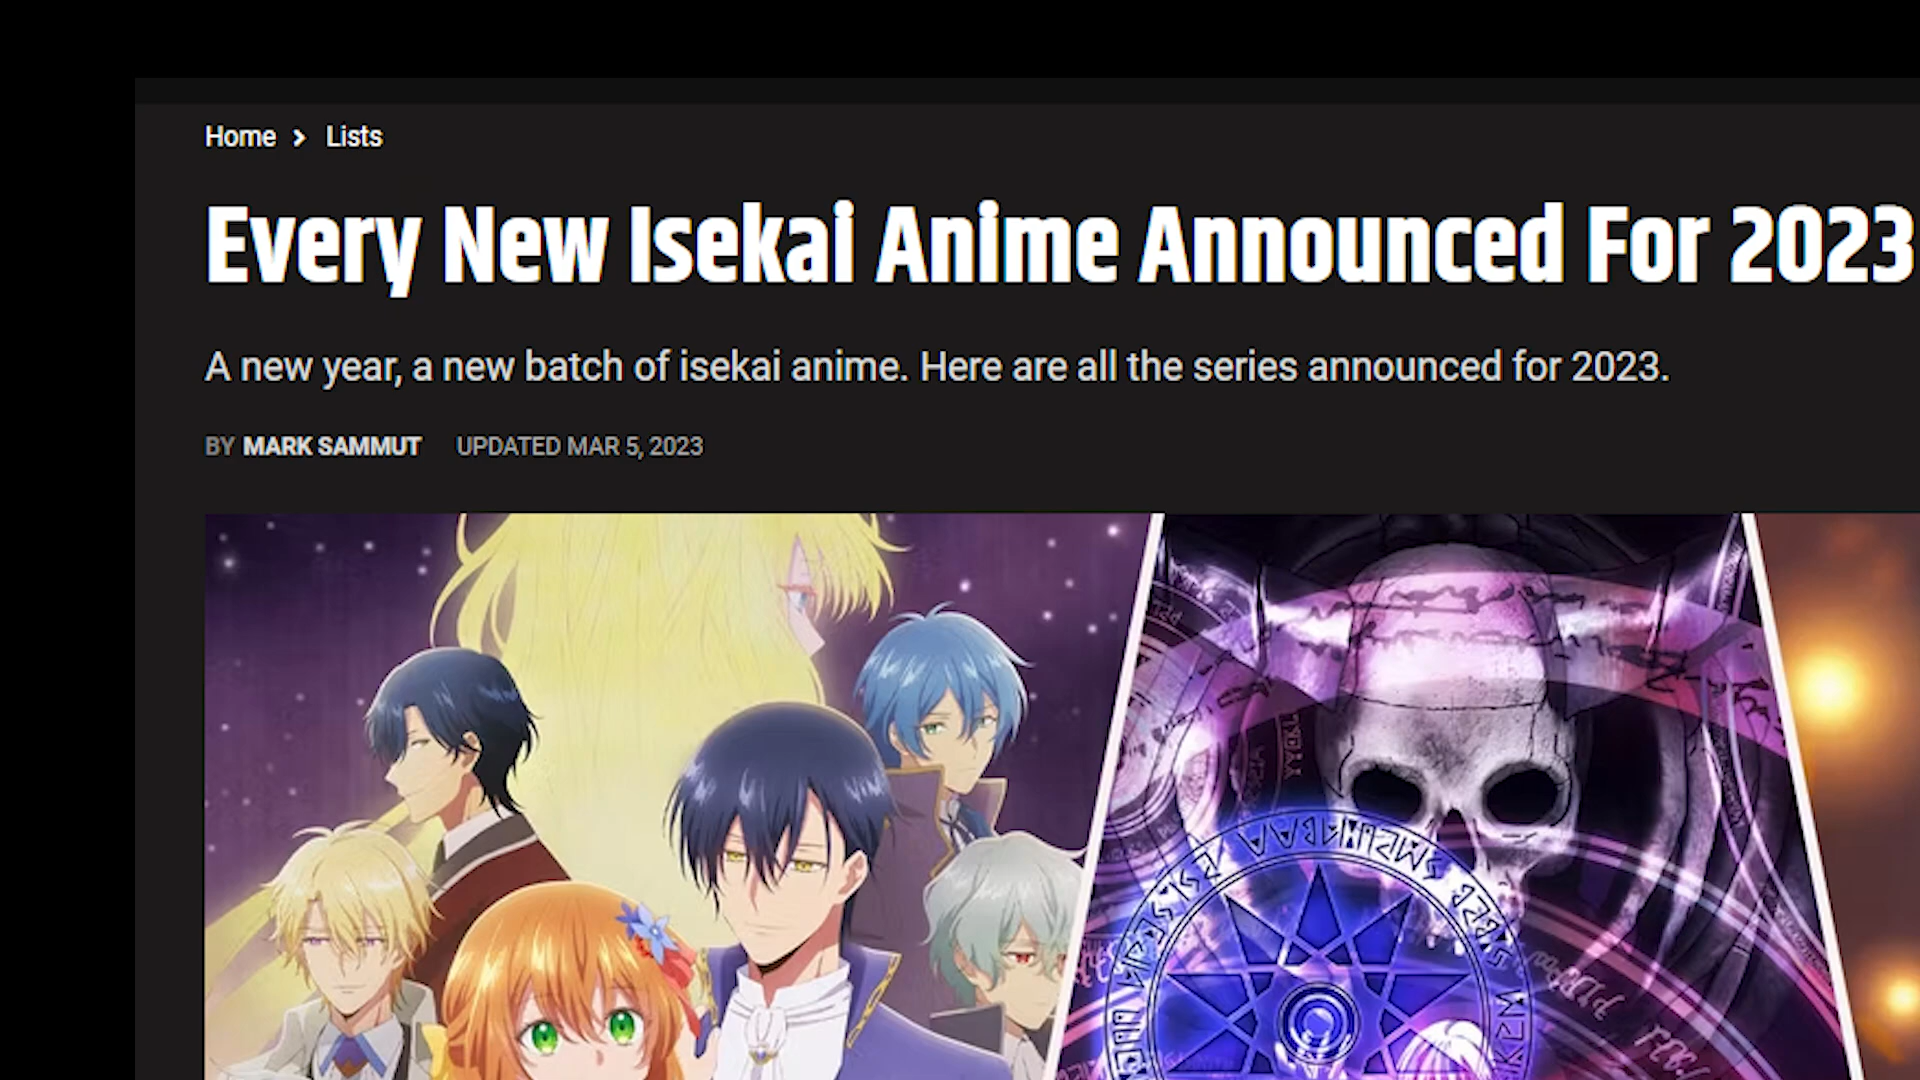 Home > Lists
Every New Isekai Anime Announced For 2023
A new year, a new batch of isekai anime. Here are all the series announced for 2023.
BY MARK SAMMUT UPDATED MAR 5, 2023